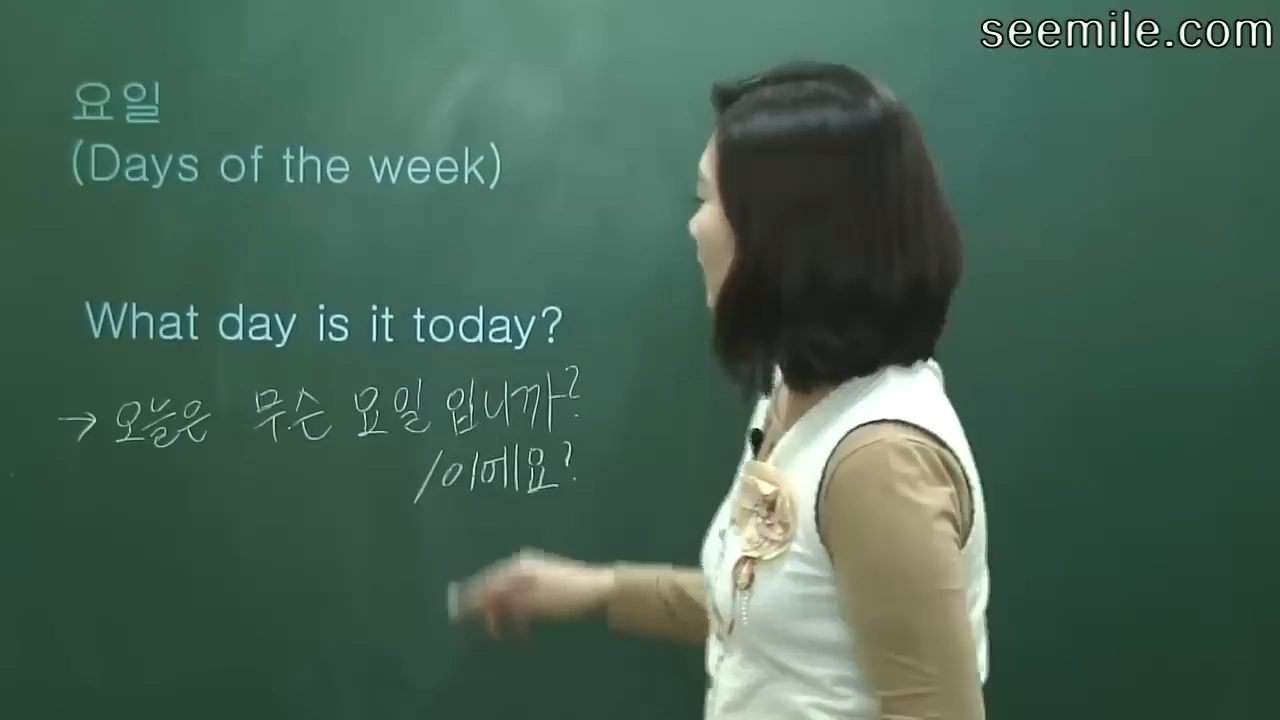 seemile.com
요일
(Days of the week)
What day is it today?
→ 오늘은 무슨 요일 입니까?
/이에요?